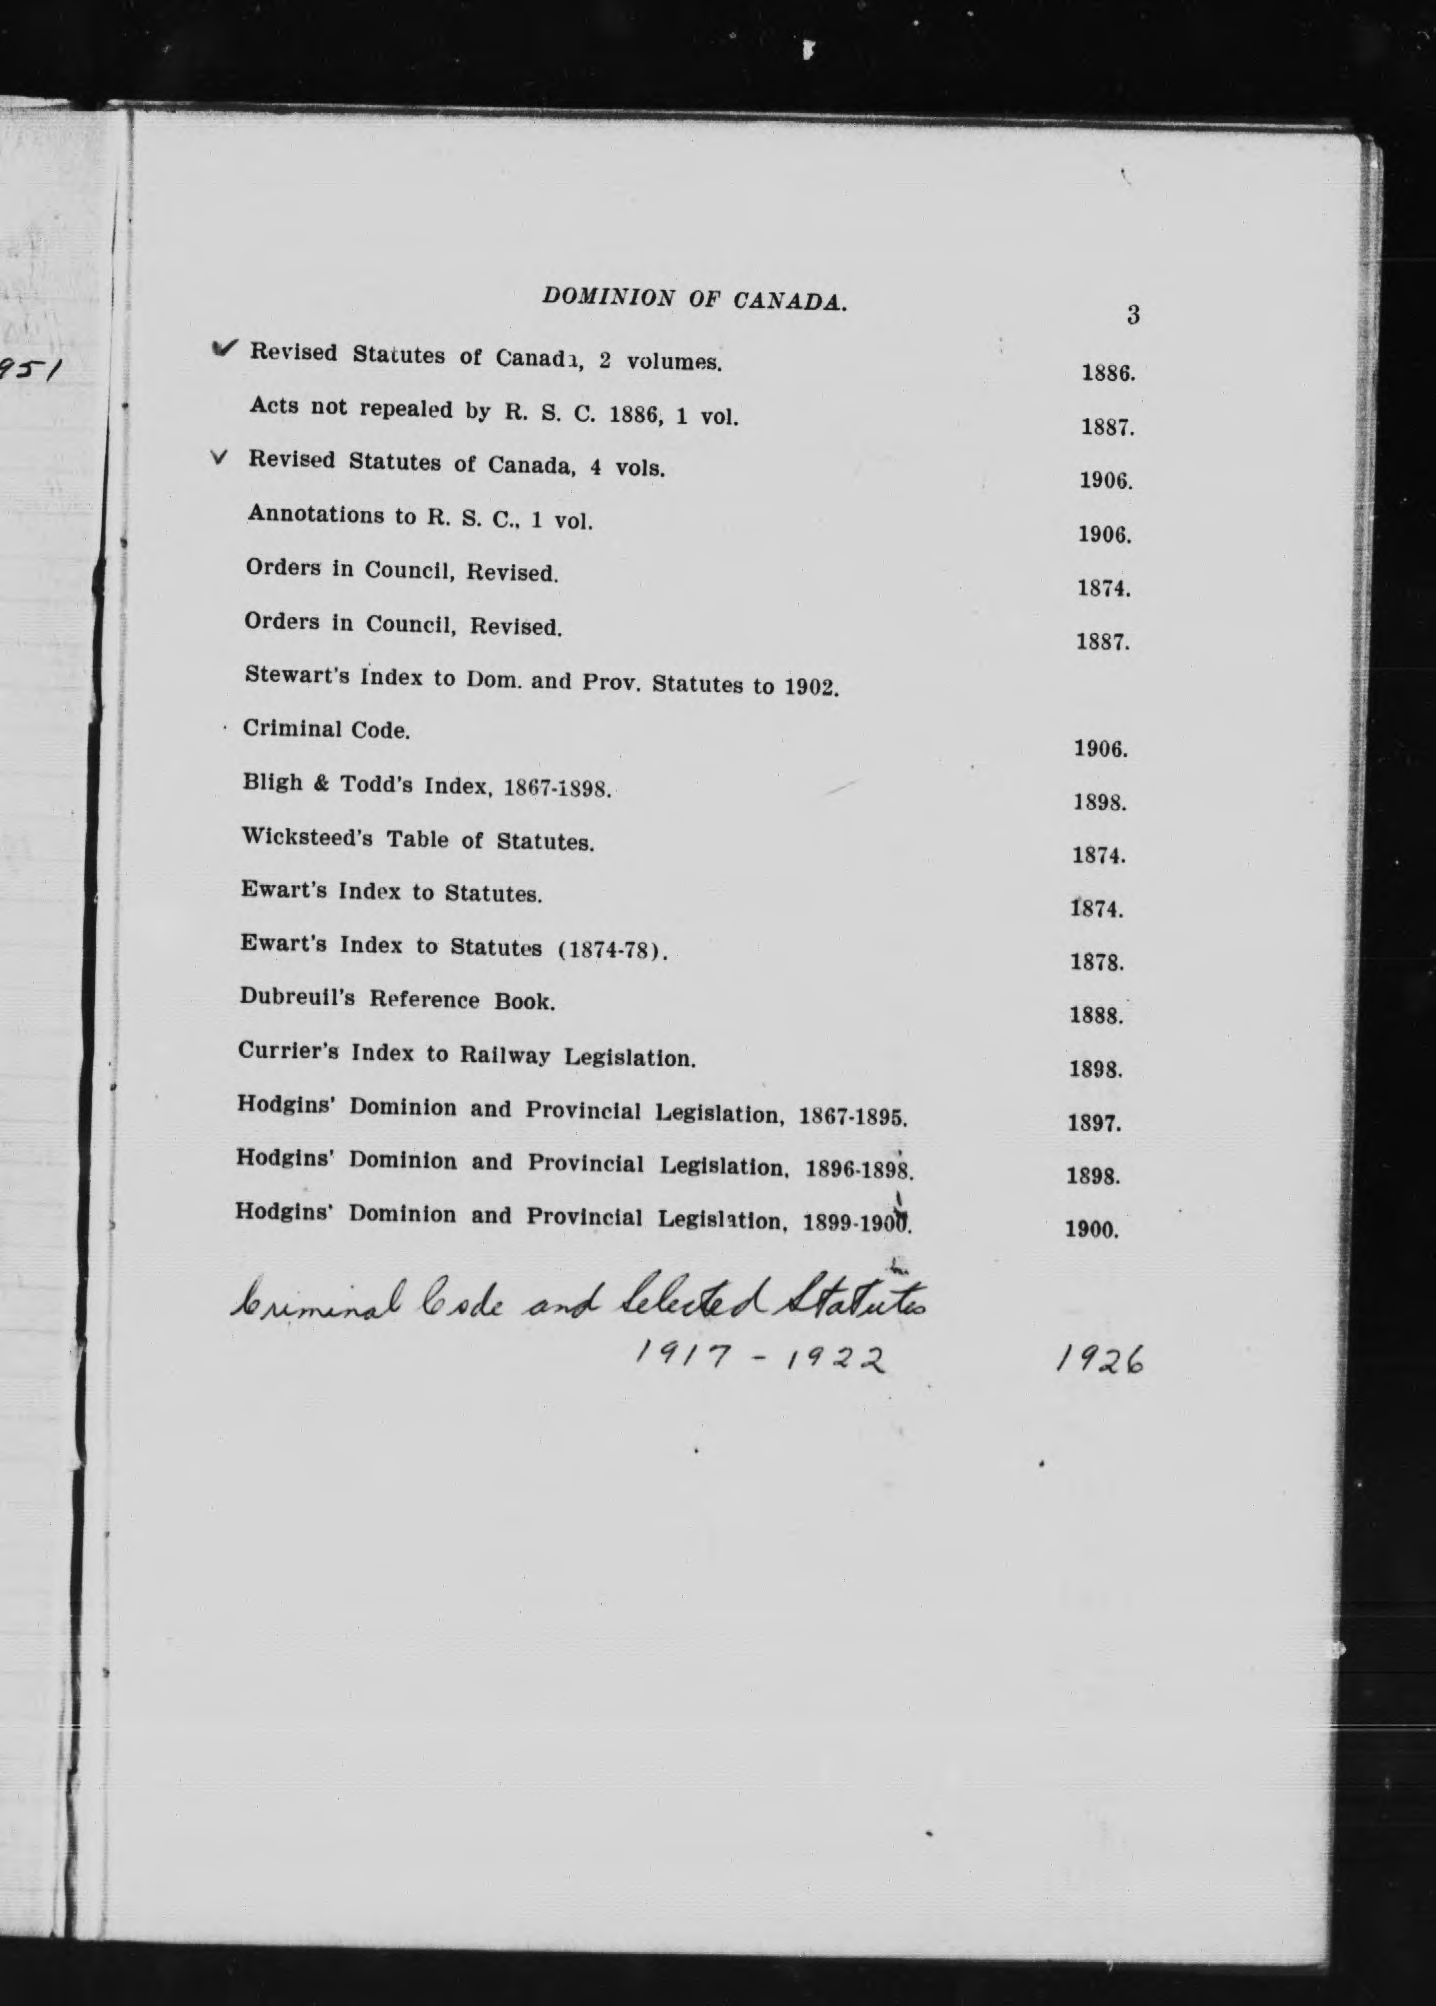 951
DOMINION OF CANADA. 3
✓ Revised Statutes of Canada, 2 volumes. 1886.
Acts not repealed by R. S. C. 1886, 1 vol. 1887.
✓ Revised Statutes of Canada, 4 vols. 1906.
Annotations to R. S. C., 1 vol. 1906.
Orders in Council, Revised. 1874.
Orders in Council, Revised. 1887.
Stewart's Index to Dom. and Prov. Statutes to 1902.
Criminal Code. 1906.
Bligh & Todd's Index, 1867-1898. 1898.
Wicksteed's Table of Statutes. 1874.
Ewart's Index to Statutes. 1874.
Ewart's Index to Statutes (1874-78). 1878.
Dubreuil's Reference Book. 1888.
Currier's Index to Railway Legislation. 1898.
Hodgins' Dominion and Provincial Legislation, 1867-1895. 1897.
Hodgins' Dominion and Provincial Legislation, 1896-1898. 1898.
Hodgins' Dominion and Provincial Legislation, 1899-1900. 1900.
Criminal Code and Selected Statutes
1917 - 1922 1926